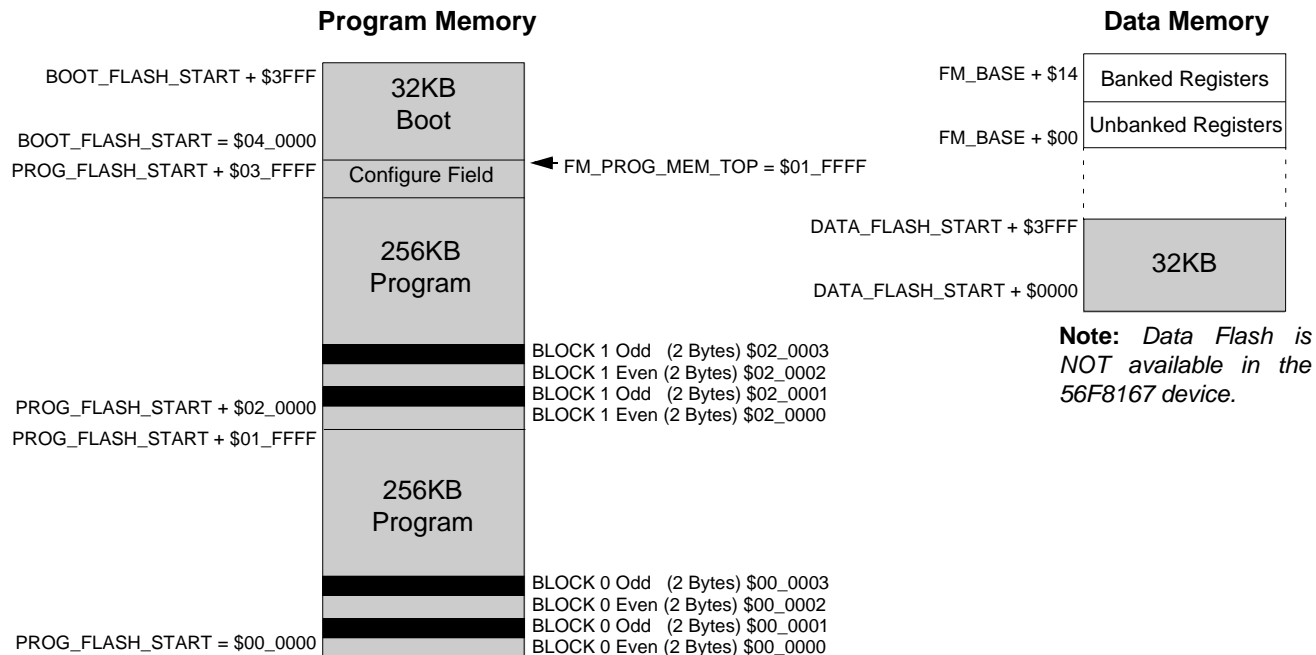 Program Memory
BOOT_FLASH_START + $3FFF
32KB
Boot
BOOT_FLASH_START = $04_0000
PROG_FLASH_START + $03_FFFF
Configure Field
FM_PROG_MEM_TOP = $01_FFFF
256KB
Program
BLOCK 1 Odd (2 Bytes) $02_0003
BLOCK 1 Even (2 Bytes) $02_0002
BLOCK 1 Odd (2 Bytes) $02_0001
PROG_FLASH_START + $02_0000
BLOCK 1 Even (2 Bytes) $02_0000
PROG_FLASH_START + $01_FFFF
256KB
Program
BLOCK 0 Odd (2 Bytes) $00_0003
BLOCK 0 Even (2 Bytes) $00_0002
BLOCK 0 Odd (2 Bytes) $00_0001
PROG_FLASH_START = $00_0000
BLOCK 0 Even (2 Bytes) $00_0000
Data Memory
FM_BASE + $14
Banked Registers
Unbanked Registers
FM_BASE + $00
DATA_FLASH_START + $3FFF
32KB
DATA_FLASH_START + $0000
Note: Data Flash is
NOT available in the
56F8167 device.